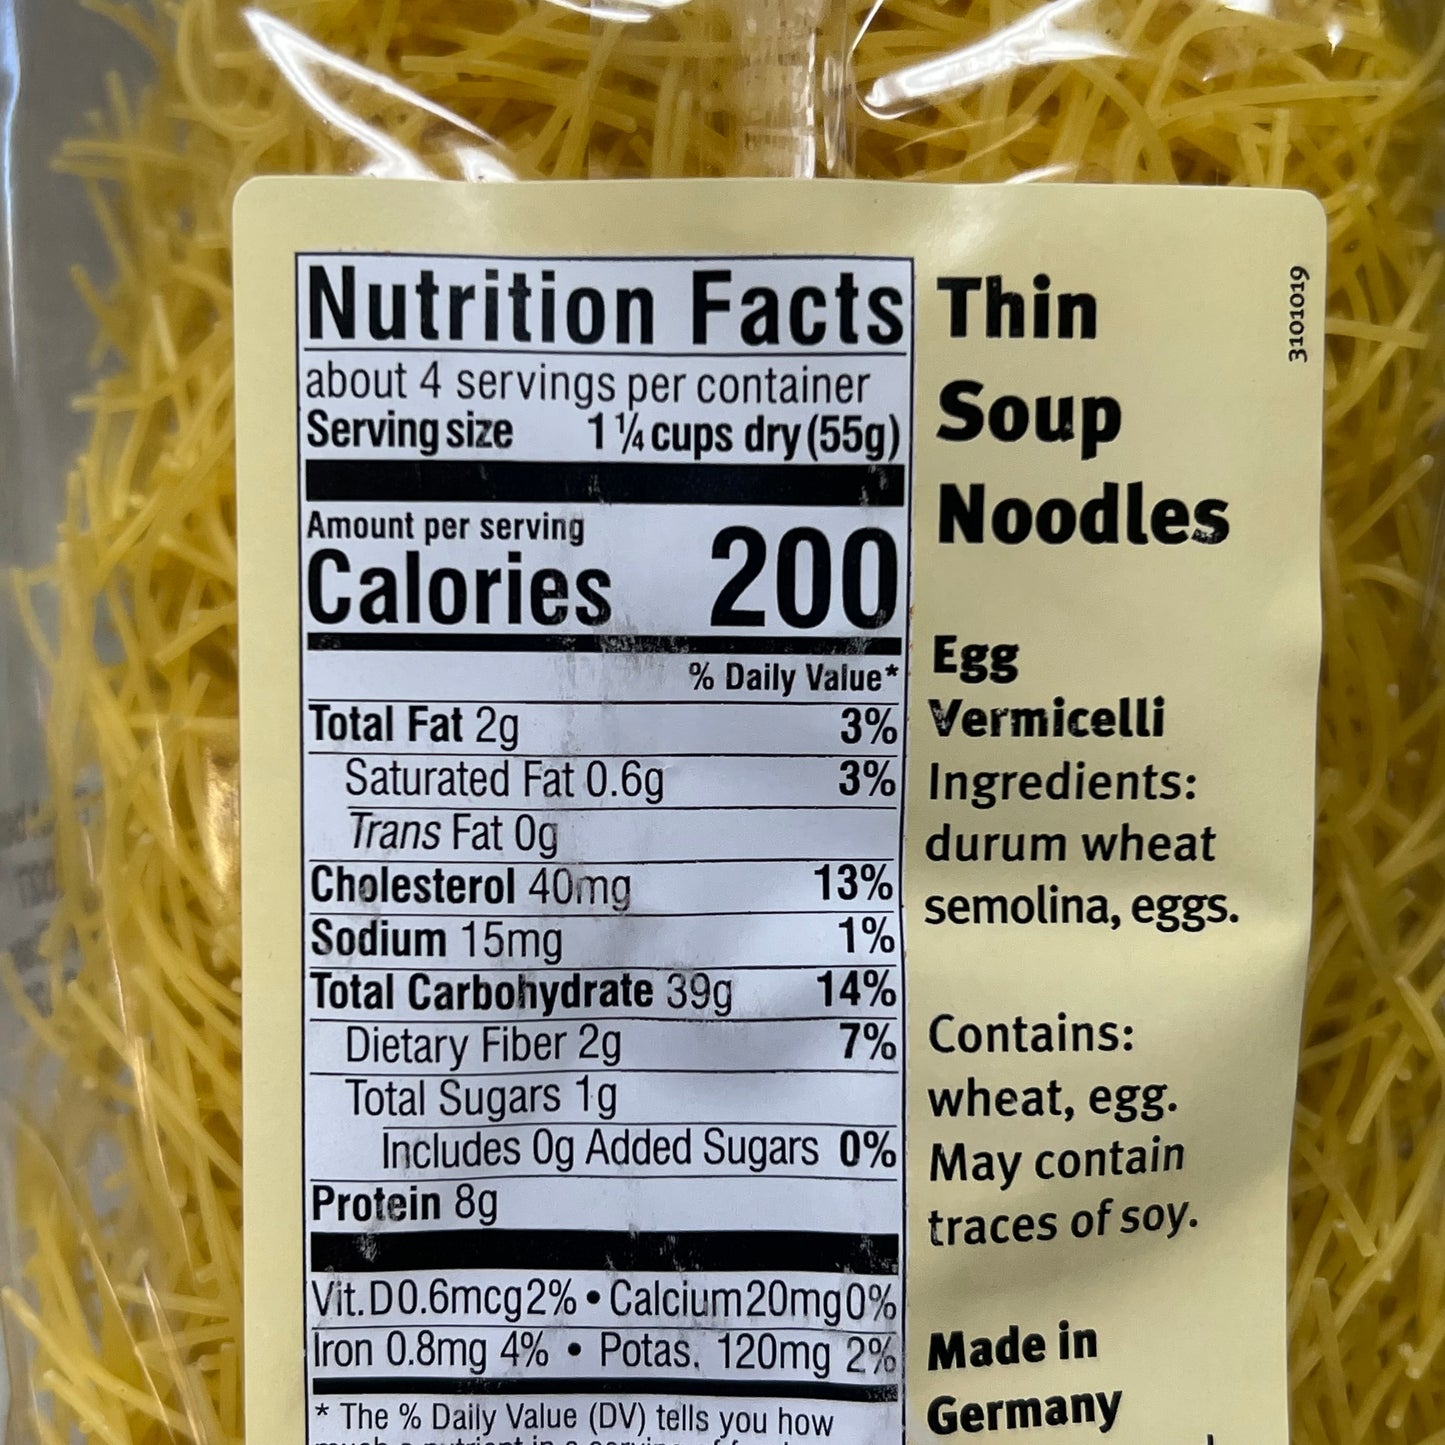 Nutrition Facts
about 4 servings per container
Serving size 1 ¼ cups dry (55g)
Amount per serving
Calories 200
% Daily Value*
Total Fat 2g 3%
Saturated Fat 0.6g 3%
Trans Fat 0g
Cholesterol 40mg 13%
Sodium 15mg 1%
Total Carbohydrate 39g 14%
Dietary Fiber 2g 7%
Total Sugars 1g
Includes 0g Added Sugars 0%
Protein 8g
Vit. D 0.6mcg 2% • Calcium 20mg 0%
Iron 0.8mg 4% • Potas. 120mg 2%
* The % Daily Value (DV) tells you how
Thin
Soup
Noodles
Egg
Vermicelli
Ingredients:
durum wheat
semolina, eggs.
Contains:
wheat, egg.
May contain
traces of soy.
Made in
Germany
3101019